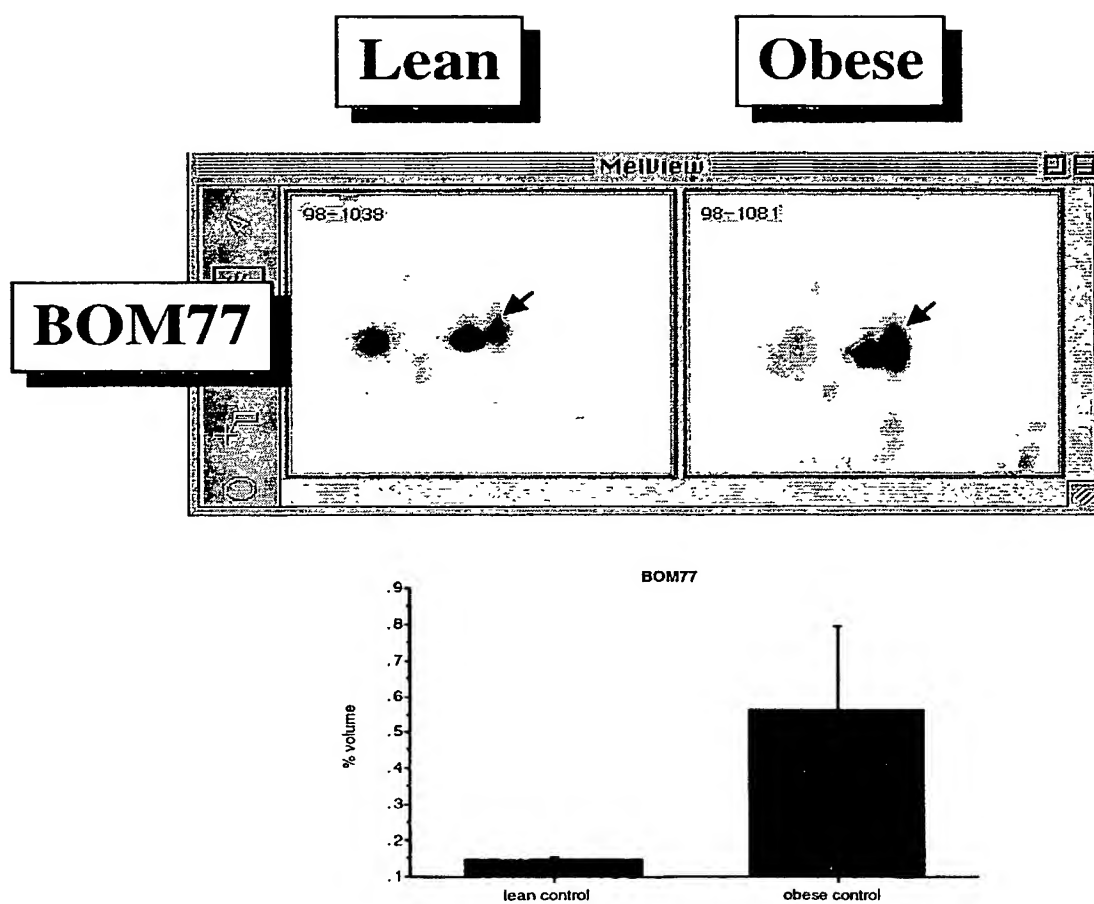 Lean
Obese
MelView
98-1038
98-1081
BOM77
BOM77
.9
.8
.7
.6
.5
.4
.3
.2
.1
% volume
lean control
obese control